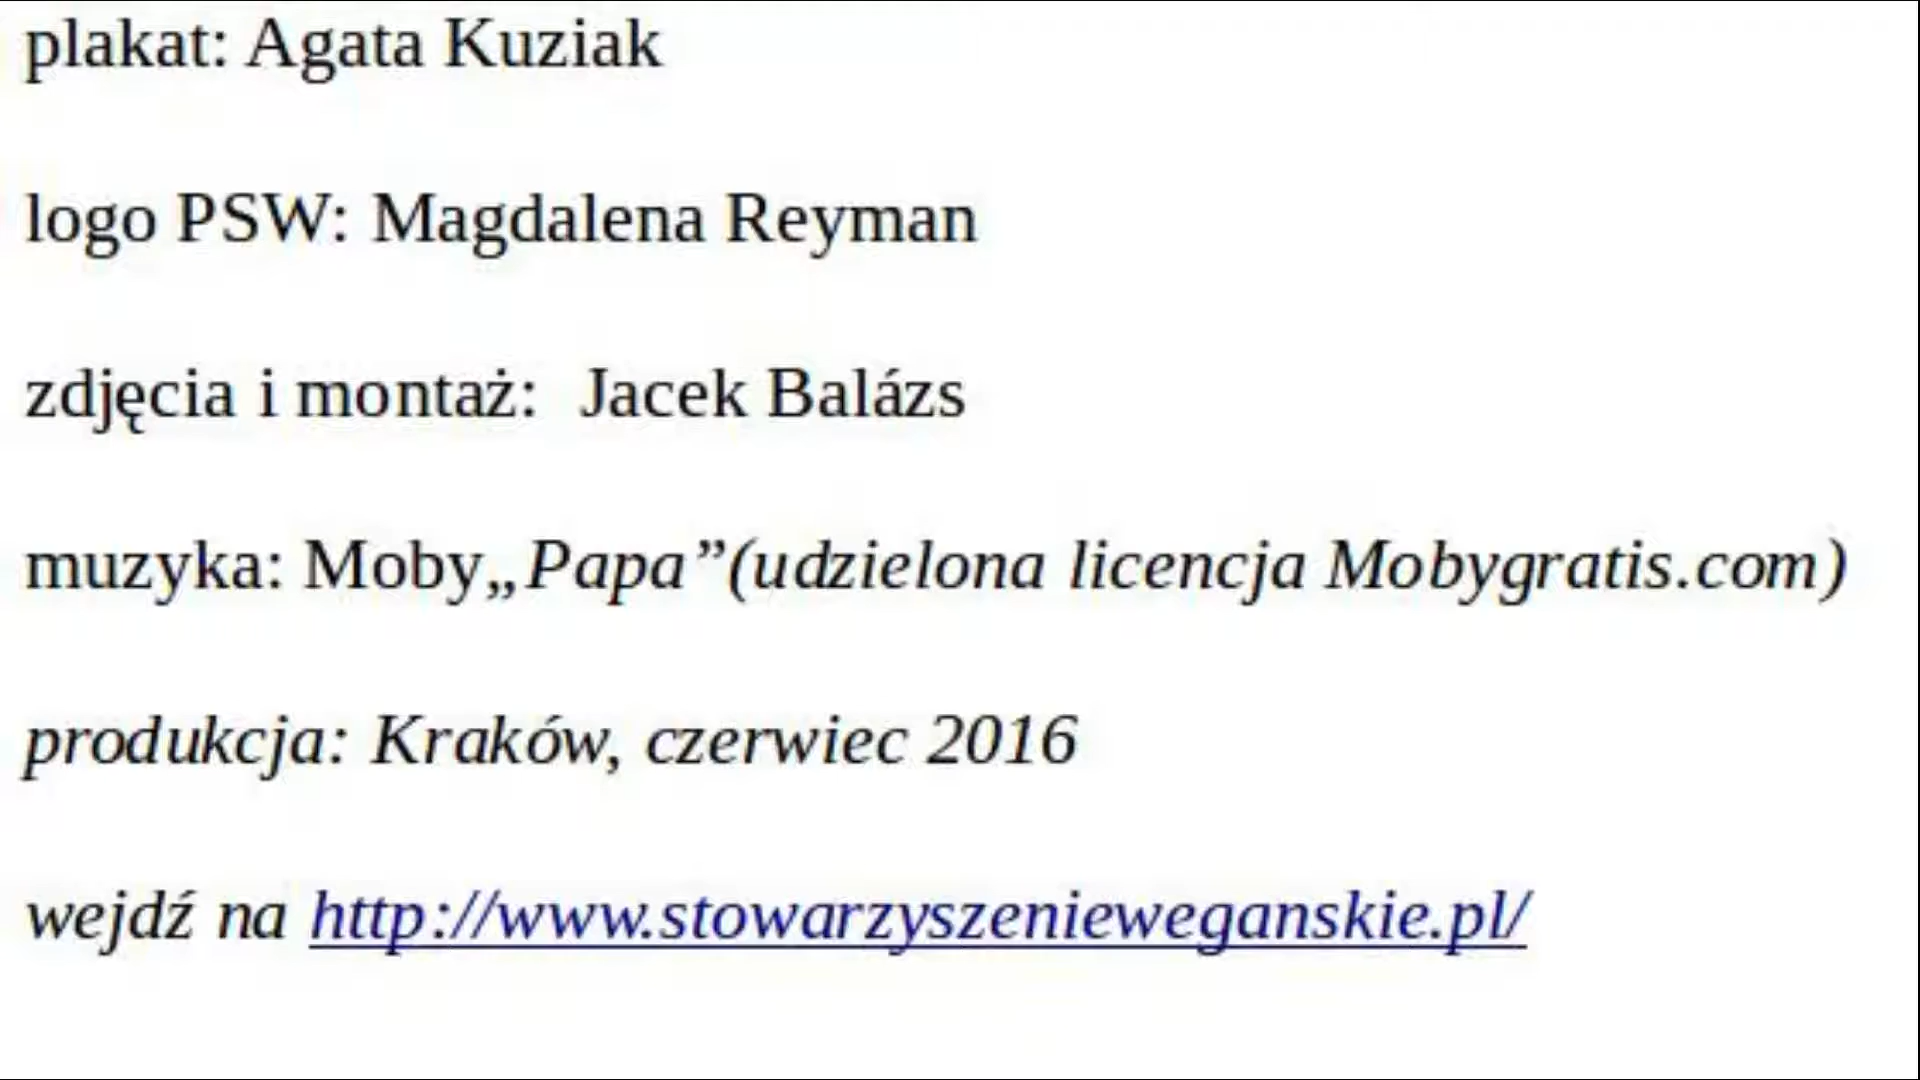 plakat: Agata Kuziak
logo PSW: Magdalena Reyman
zdjęcia i montaż:  Jacek Balázs
muzyka: Moby„Papa”(udzielona licencja Mobygratis.com)
produkcja: Kraków, czerwiec 2016
wejdź na http://www.stowarzyszenieweganskie.pl/